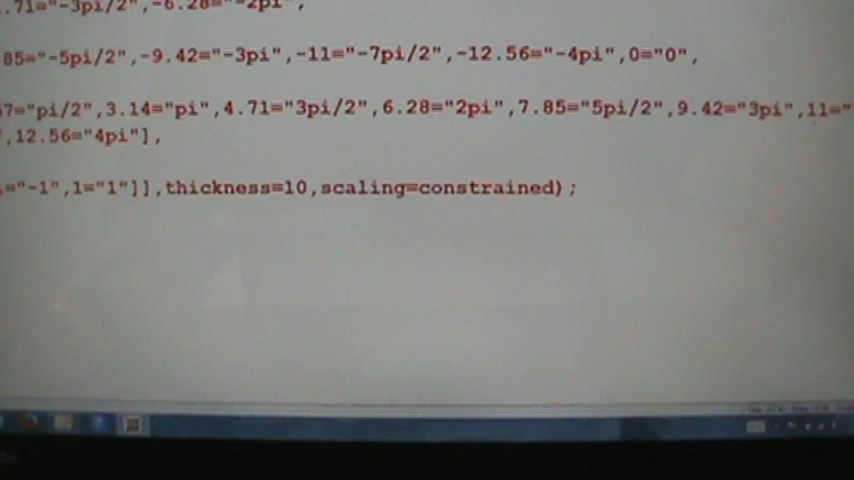 .71="-3pi/2",-6.28="-2pi",
85="-5pi/2",-9.42="-3pi",-11="-7pi/2",-12.56="-4pi",0="0",
57="pi/2",3.14="pi",4.71="3pi/2",6.28="2pi",7.85="5pi/2",9.42="3pi",11="
",12.56="4pi"],
="-1",1="1"]],thickness=10,scaling=constrained);